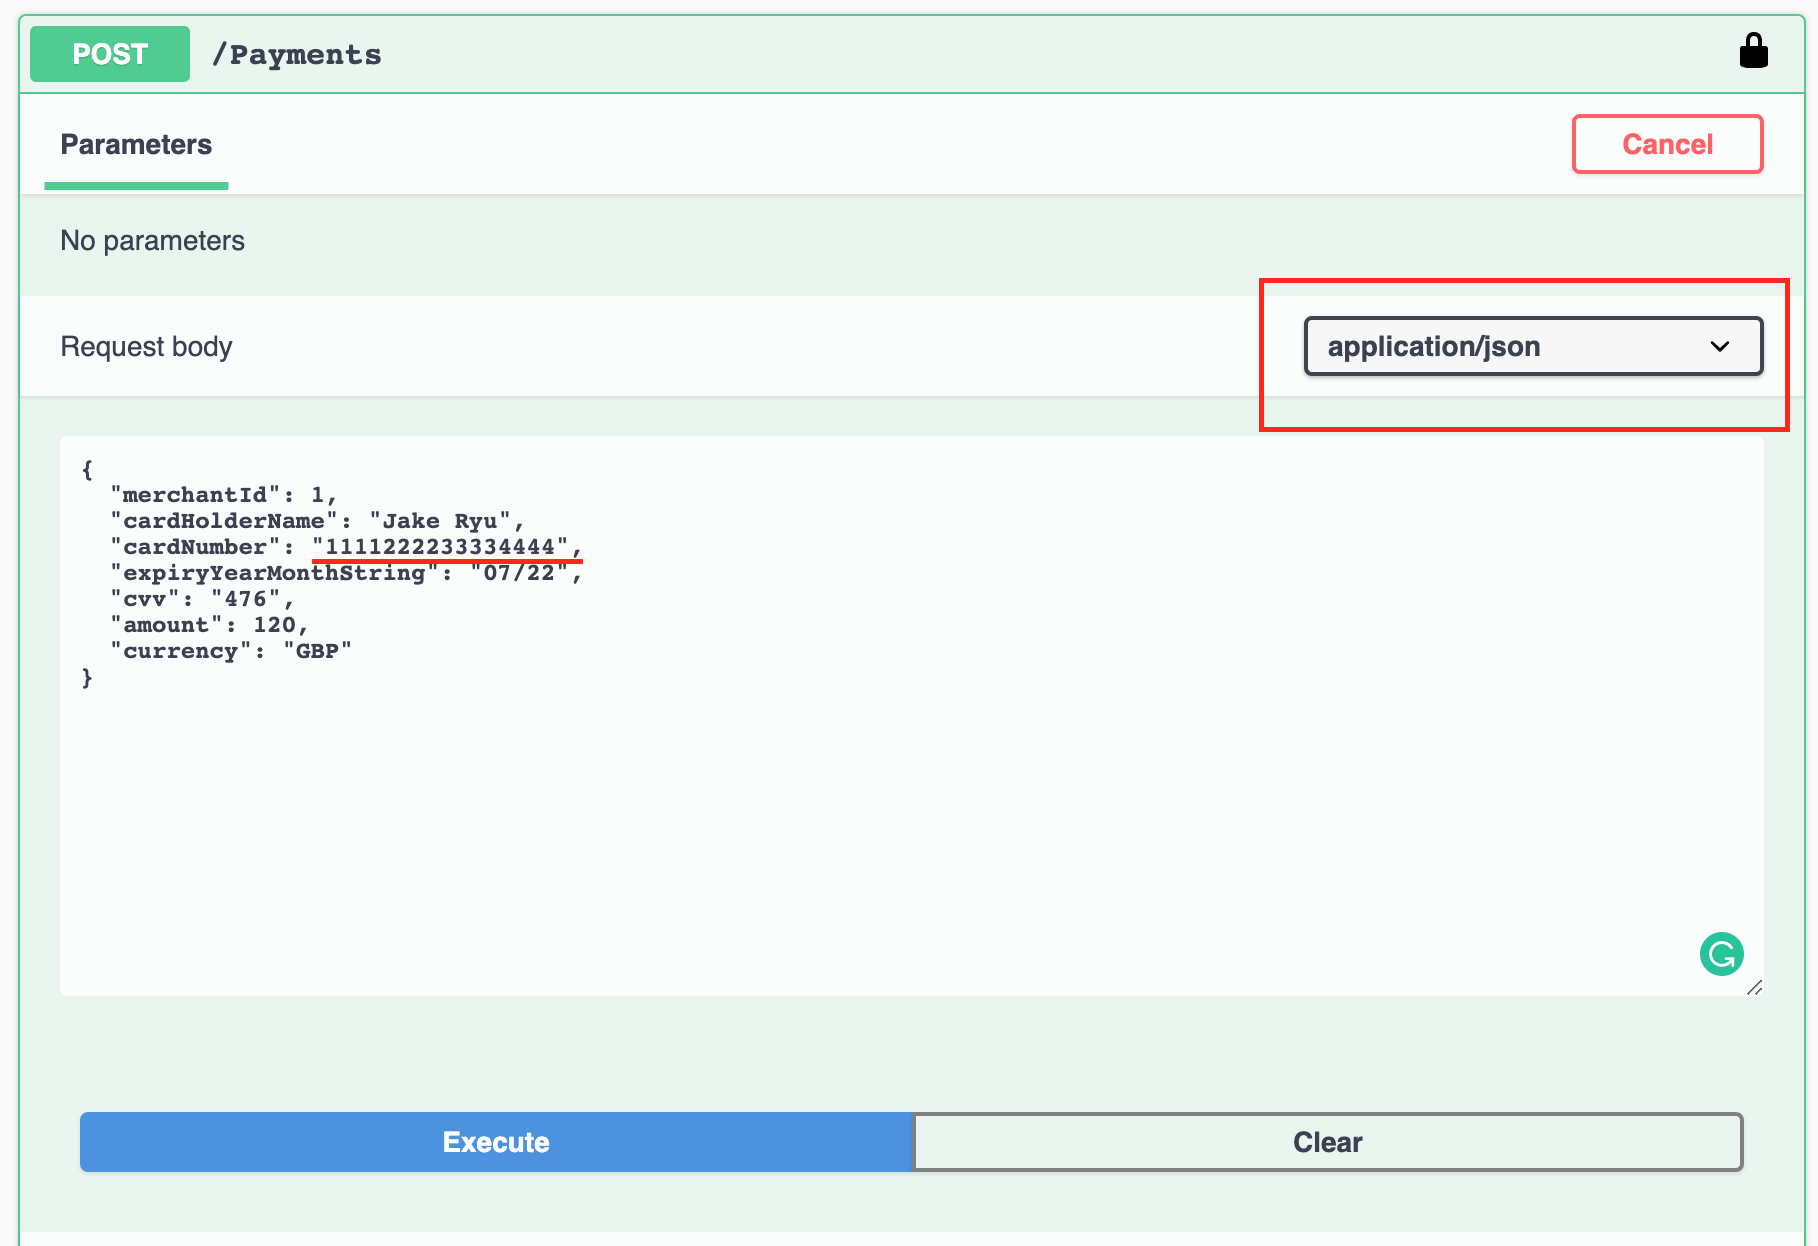 POST /Payments
Parameters
Cancel
No parameters
Request body
application/json
{
"merchantId": 1,
"cardHolderName": "Jake Ryu",
"cardNumber": "1111222233334444",
"expiryYearMonthString": "07/22",
"cvv": "476",
"amount": 120,
"currency": "GBP"
}
Execute
Clear